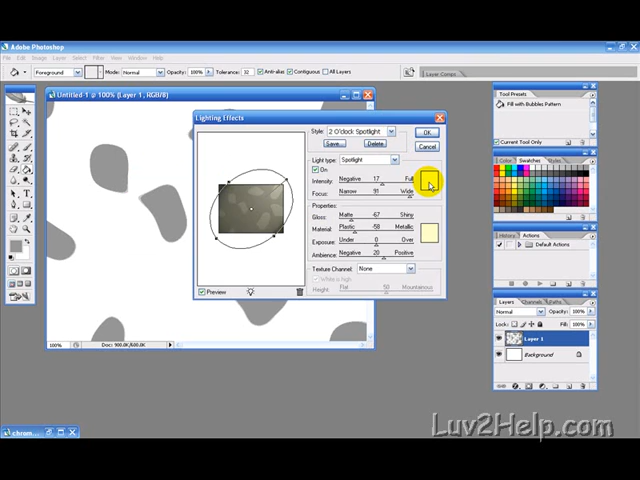 Adobe Photoshop
File Edit Image Layer Select Filter View Window Help
Foreground Mode: Normal Opacity: 100% Tolerance: 32 Anti-alias Contiguous All Layers
Layer Comps
Untitled-1 @ 100% (Layer 1, RGB/8)
100% Doc: 900.0K/600.0K
Lighting Effects
Style: 2 O'clock Spotlight
Save... Delete
OK
Cancel
Light type: Spotlight
On
Intensity: Negative 17 Full
Focus: Narrow 91 Wide
Properties:
Gloss: Matte -67 Shiny
Material: Plastic -58 Metallic
Exposure: Under 0 Over
Ambience: Negative 20 Positive
Texture Channel: None
White is high
Height Flat 50 Mountainous
Preview
Tool Presets
Fill with Bubbles Pattern
Current Tool Only
Color Swatches Styles
History Actions
Default Actions
Layers Channels Paths
Normal Opacity: 100%
Lock: Fill: 100%
Layer 1
Background
chrom...
Luv2Help.com